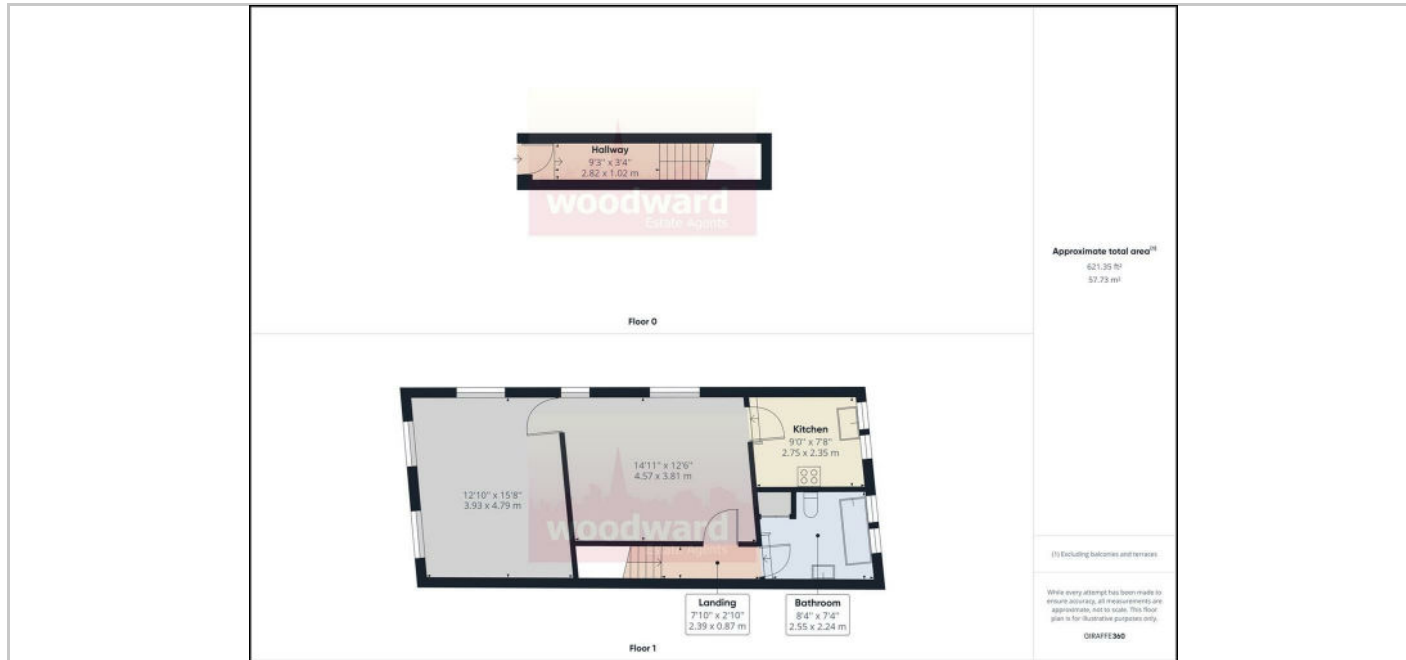 Hallway
9'3" x 3'4"
2.82 x 1.02 m
woodward
Estate Agents
Floor 0
Approximate total area(1)
621.35 ft²
57.73 m²
12'10" x 15'8"
3.93 x 4.79 m
14'11" x 12'6"
4.57 x 3.81 m
Kitchen
9'0" x 7'8"
2.75 x 2.35 m
woodward
Estate Agents
Landing
7'10" x 2'10"
2.39 x 0.87 m
Bathroom
8'4" x 7'4"
2.55 x 2.24 m
Floor 1
(1) Excluding balconies and terraces
While every attempt has been made to
ensure accuracy, all measurements are
approximate, not to scale. This floor
plan is for illustrative purposes only.
GIRAFFE360